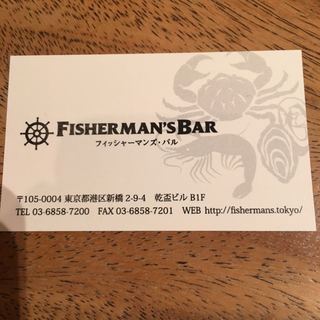 FISHERMAN'S BAR
フィッシャーマンズ・バル
〒105-0004 東京都港区新橋 2-9-4 乾盃ビル B1F
TEL 03-6858-7200 FAX 03-6858-7201 WEB http://fishermans.tokyo/